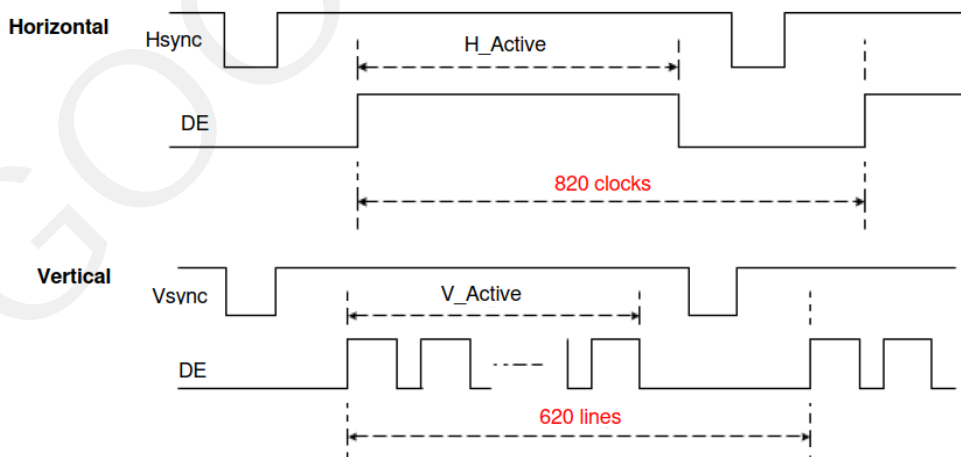 Horizontal
Hsync
H_Active
DE
820 clocks
Vertical
Vsync
V_Active
DE
620 lines